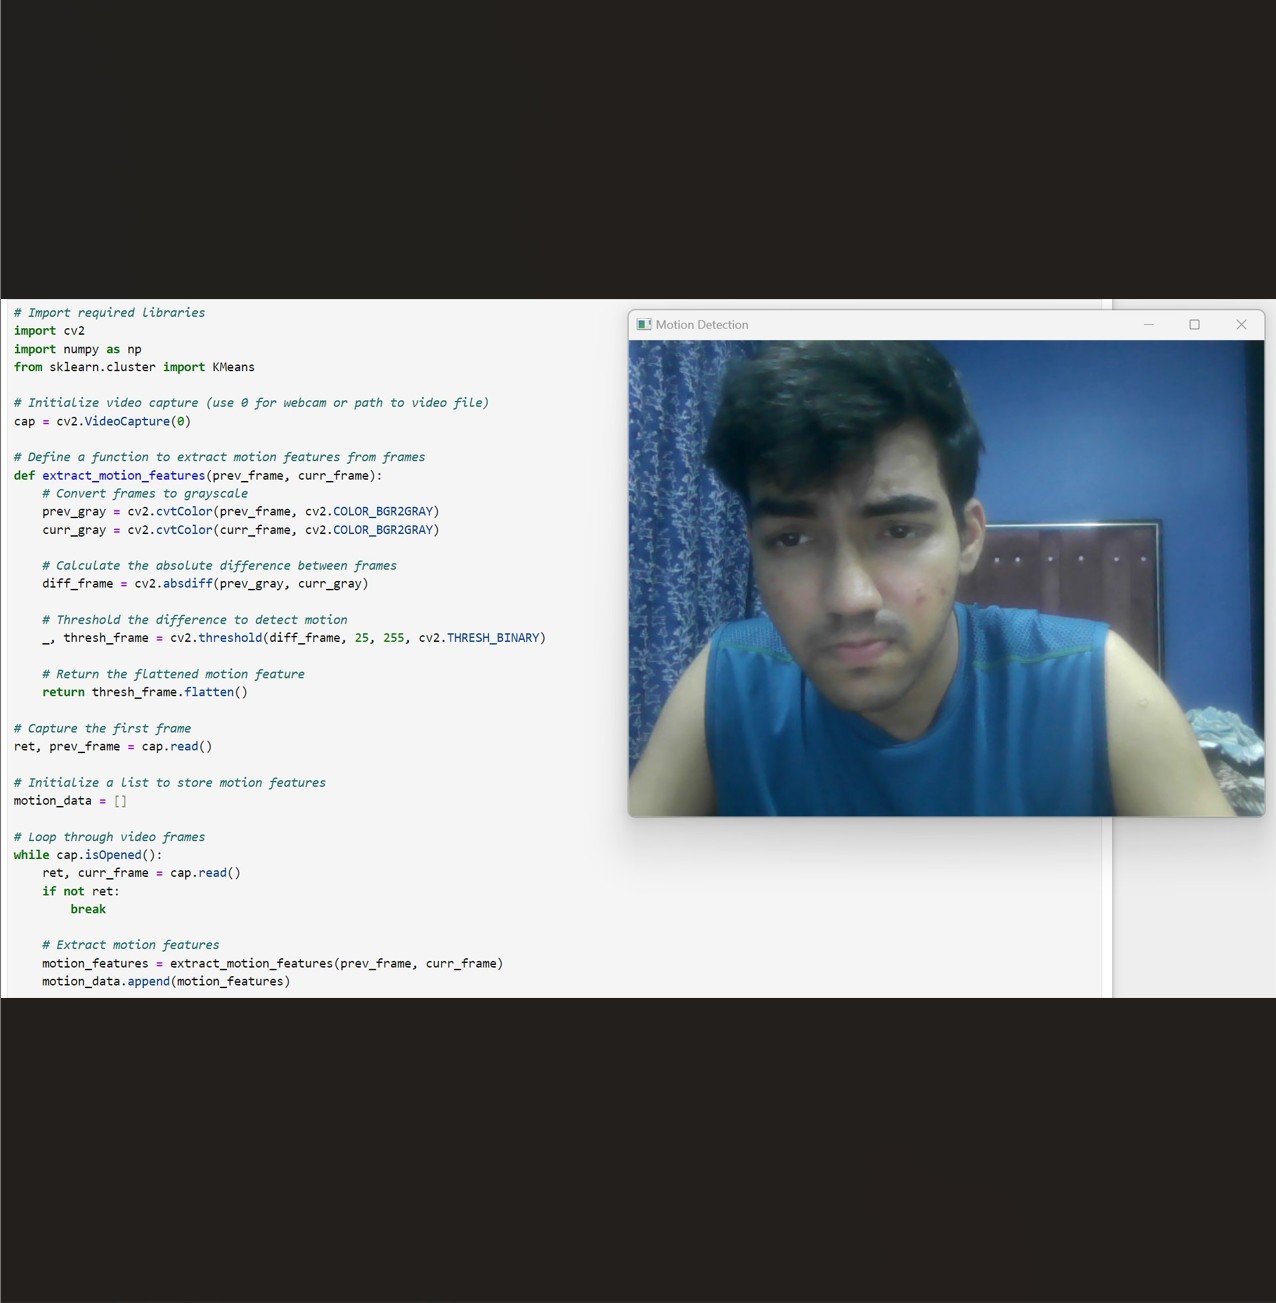 # Import required libraries
import cv2
import numpy as np
from sklearn.cluster import KMeans
# Initialize video capture (use 0 for webcam or path to video file)
cap = cv2.VideoCapture(0)
# Define a function to extract motion features from frames
def extract_motion_features(prev_frame, curr_frame):
    # Convert frames to grayscale
    prev_gray = cv2.cvtColor(prev_frame, cv2.COLOR_BGR2GRAY)
    curr_gray = cv2.cvtColor(curr_frame, cv2.COLOR_BGR2GRAY)
    # Calculate the absolute difference between frames
    diff_frame = cv2.absdiff(prev_gray, curr_gray)
    # Threshold the difference to detect motion
    _, thresh_frame = cv2.threshold(diff_frame, 25, 255, cv2.THRESH_BINARY)
    # Return the flattened motion feature
    return thresh_frame.flatten()
# Capture the first frame
ret, prev_frame = cap.read()
# Initialize a list to store motion features
motion_data = []
# Loop through video frames
while cap.isOpened():
    ret, curr_frame = cap.read()
    if not ret:
        break
    # Extract motion features
    motion_features = extract_motion_features(prev_frame, curr_frame)
    motion_data.append(motion_features)
Motion Detection